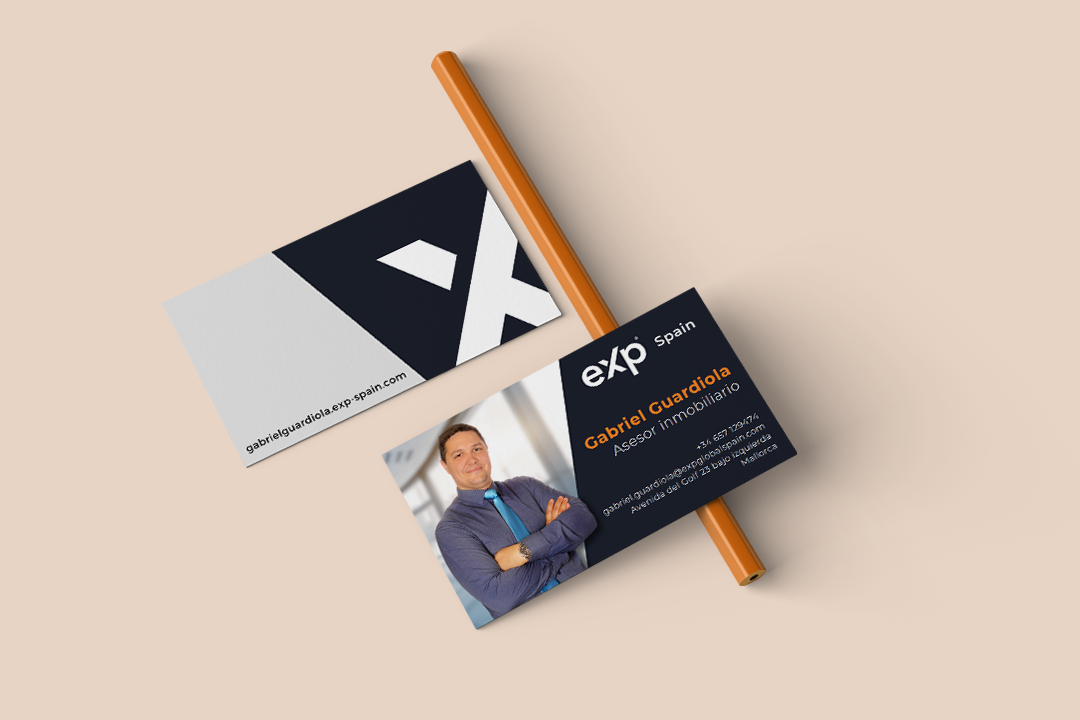 gabrielguardiola.exp-spain.com
eXp Spain
Gabriel Guardiola
Asesor inmobiliario
+34 657 129474
gabriel.guardiola@expglobalspain.com
Avenida del Golf 23 bajo izquierda
Mallorca